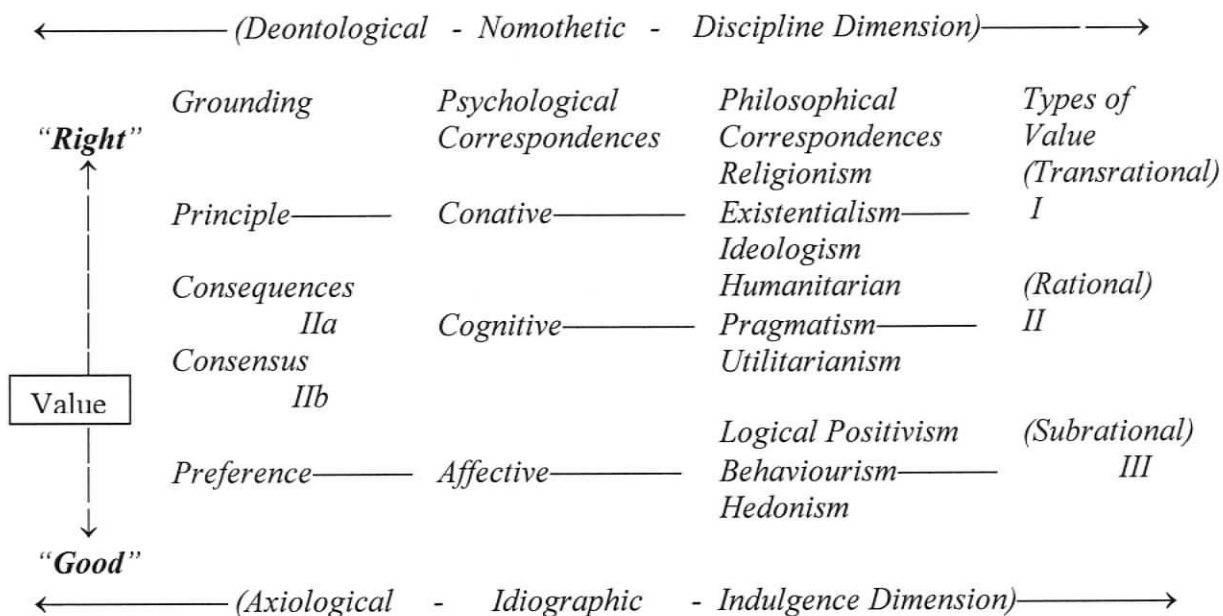 (Deontological - Nomothetic - Discipline Dimension)
Grounding Psychological Philosophical Types of
"Right" Correspondences Correspondences Value
Religionism (Transrational)
Principle Conative Existentialism I
Ideologism
Consequences Humanitarian (Rational)
IIa Cognitive Pragmatism II
Consensus Utilitarianism
IIb
Value
Logical Positivism (Subrational)
Preference Affective Behaviourism III
Hedonism
"Good"
(Axiological - Idiographic - Indulgence Dimension)